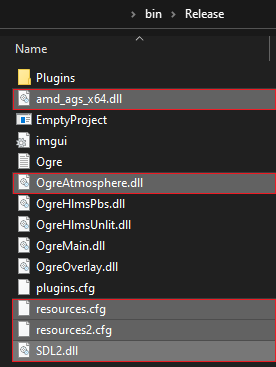 bin > Release
Name
Plugins
amd_ags_x64.dll
EmptyProject
imgui
Ogre
OgreAtmosphere.dll
OgreHlmsPbs.dll
OgreHlmsUnlit.dll
OgreMain.dll
OgreOverlay.dll
plugins.cfg
resources.cfg
resources2.cfg
SDL2.dll